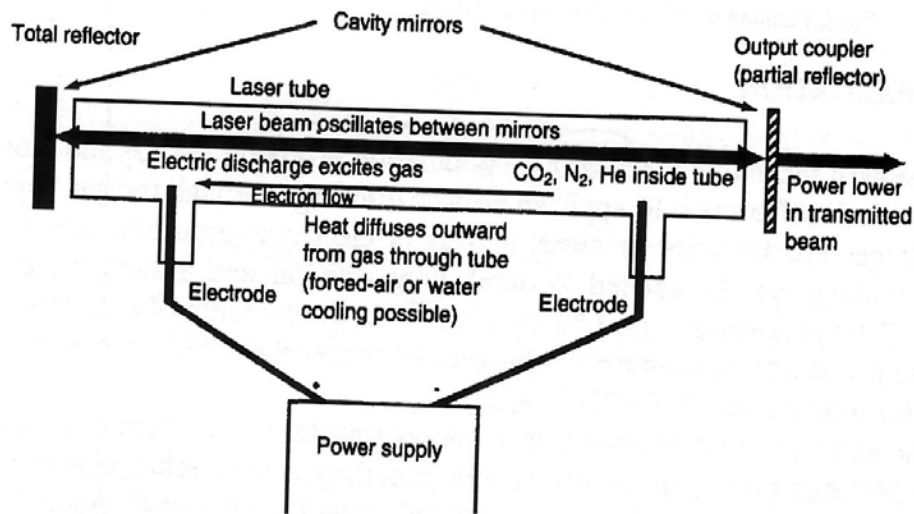 Total reflector
Cavity mirrors
Output coupler
(partial reflector)
Laser tube
Laser beam oscillates between mirrors
Electric discharge excites gas
CO₂, N₂, He inside tube
Electron flow
Power lower
in transmitted
beam
Heat diffuses outward
from gas through tube
(forced-air or water
cooling possible)
Electrode
Electrode
Power supply